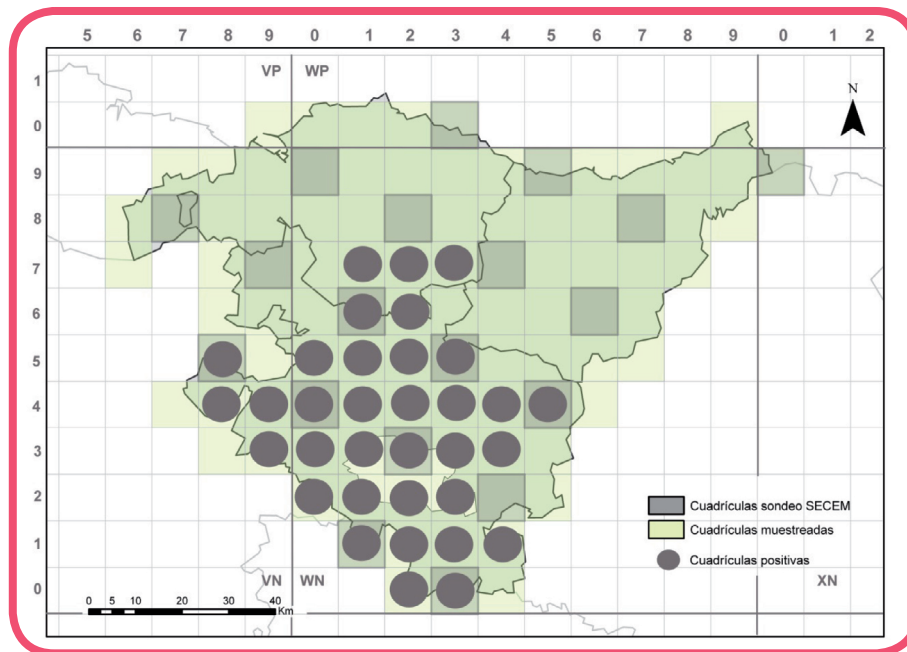 5 6 7 8 9 0 1 2 3 4 5 6 7 8 9 0 1 2
1
VP WP
N
0
9
8
7
6
5
4
3
2
Cuadrículas sondeo SECEM
Cuadrículas muestreadas
1
Cuadrículas positivas
VN WN XN
0
0 5 10 20 30 40
Km